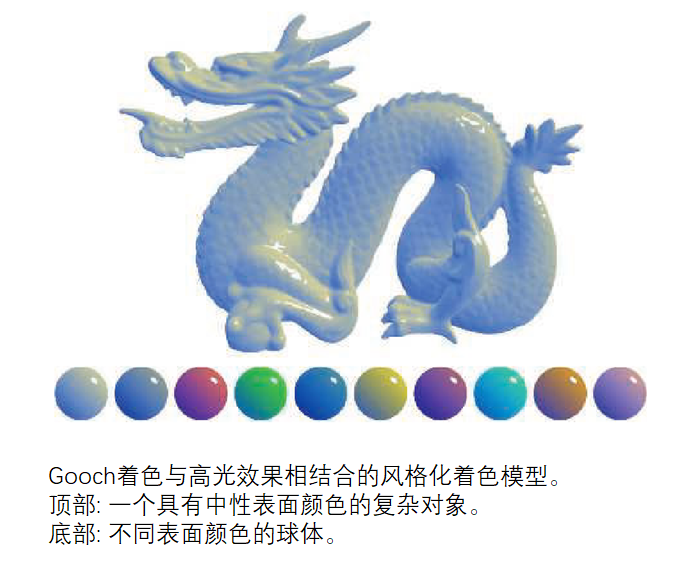 Gooch着色与高光效果相结合的风格化着色模型。
顶部: 一个具有中性表面颜色的复杂对象。
底部: 不同表面颜色的球体。